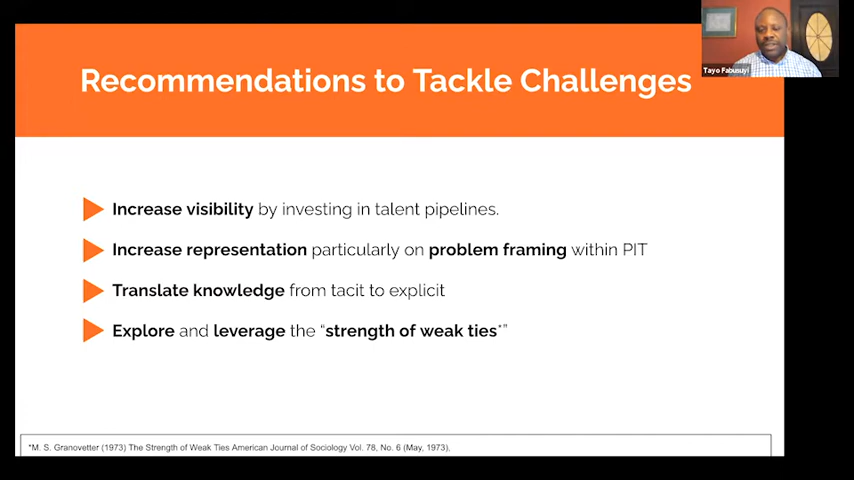 Recommendations to Tackle Challenges
Tayo Fabusuyi
Increase visibility by investing in talent pipelines.
Increase representation particularly on problem framing within PIT
Translate knowledge from tacit to explicit
Explore and leverage the “strength of weak ties*”
*M. S. Granovetter (1973) The Strength of Weak Ties American Journal of Sociology Vol. 78, No. 6 (May, 1973),